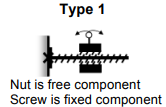 Type 1
Nut is free component
Screw is fixed component